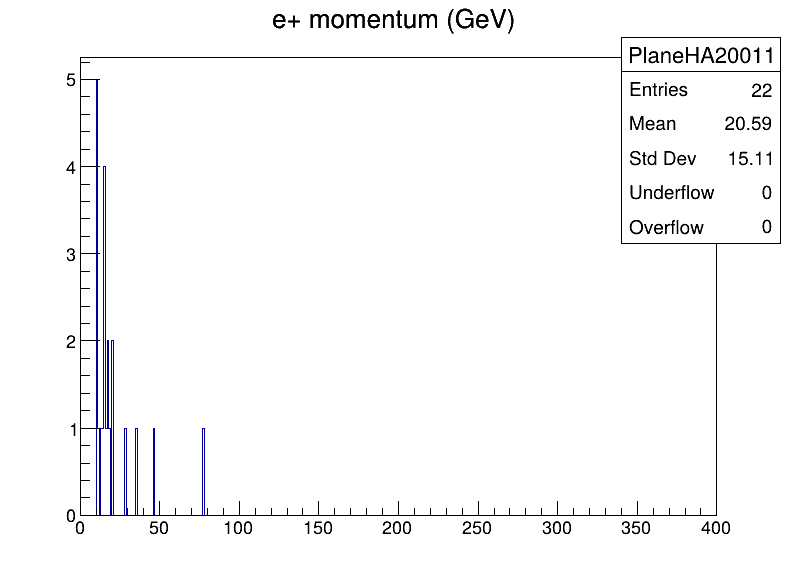 e+ momentum (GeV)
PlaneHA20011
Entries 22
Mean 20.59
Std Dev 15.11
Underflow 0
Overflow 0
5
4
3
2
1
0
0 50 100 150 200 250 300 350 400